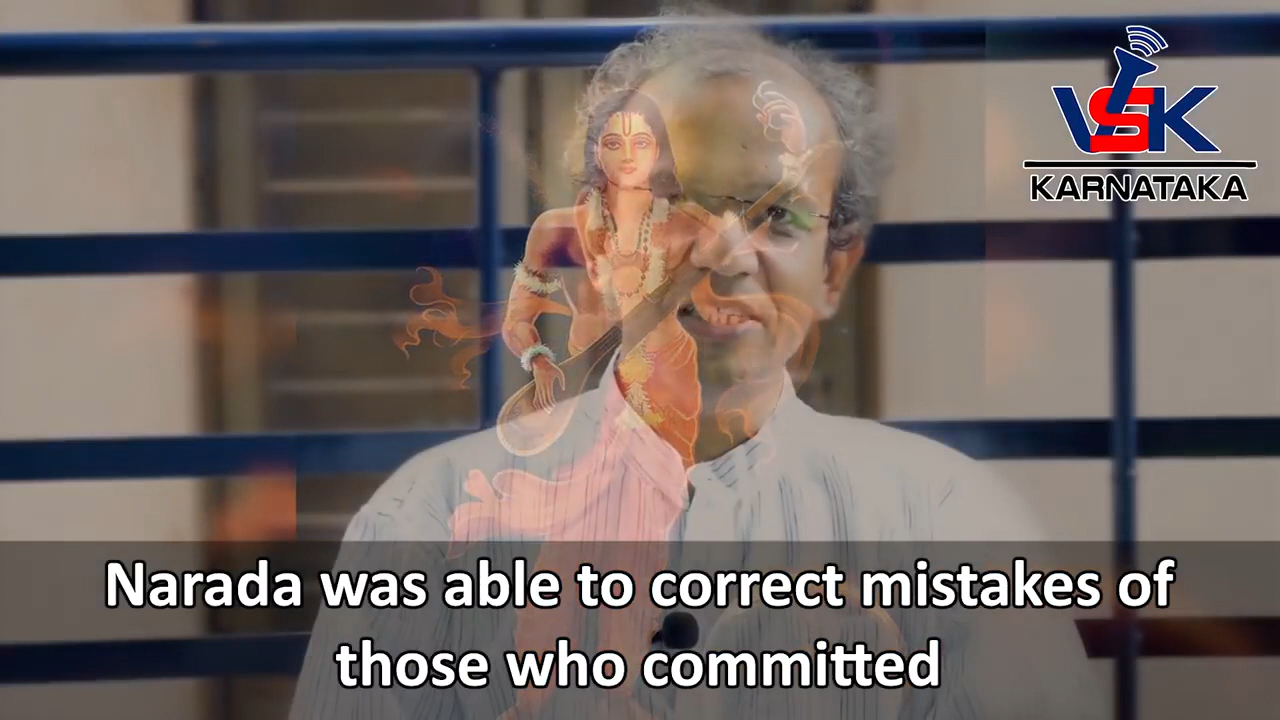 VSK
KARNATAKA
Narada was able to correct mistakes of
those who committed